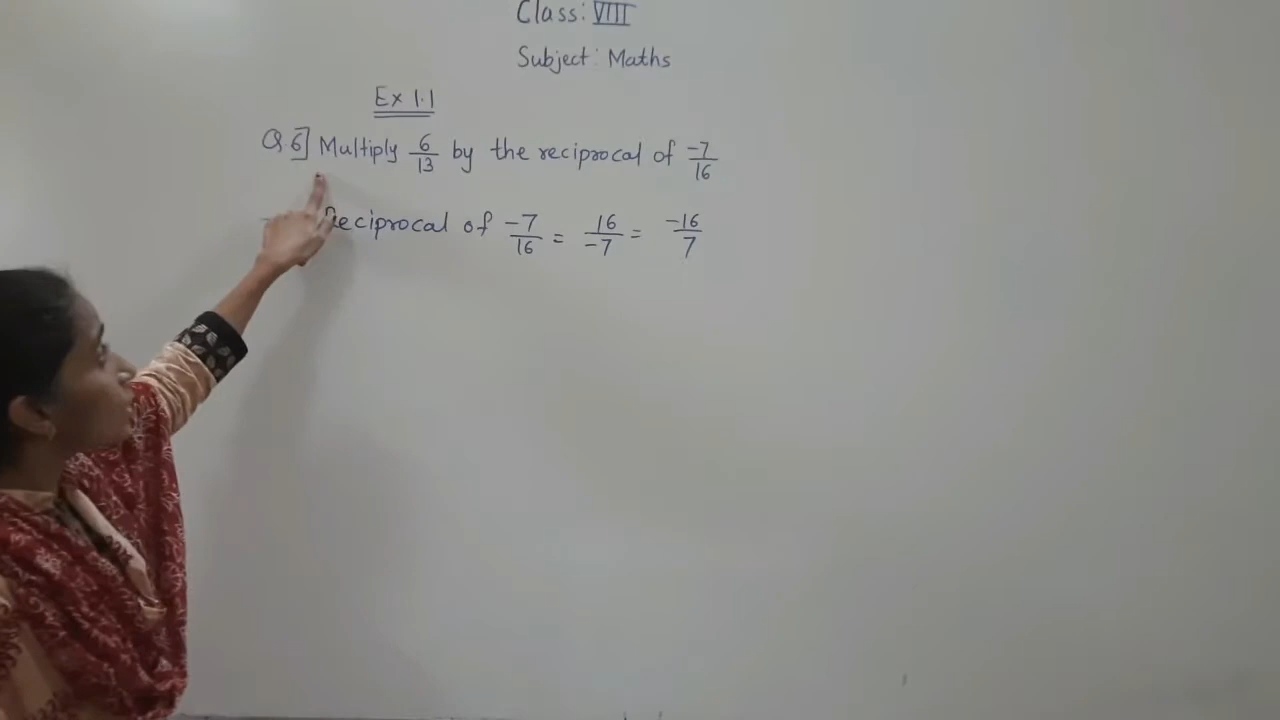 Class: VIII
Subject: Maths
Ex 1.1
Q.6] Multiply 6/13 by the reciprocal of -7/16
Reciprocal of -7/16 = 16/-7 = -16/7